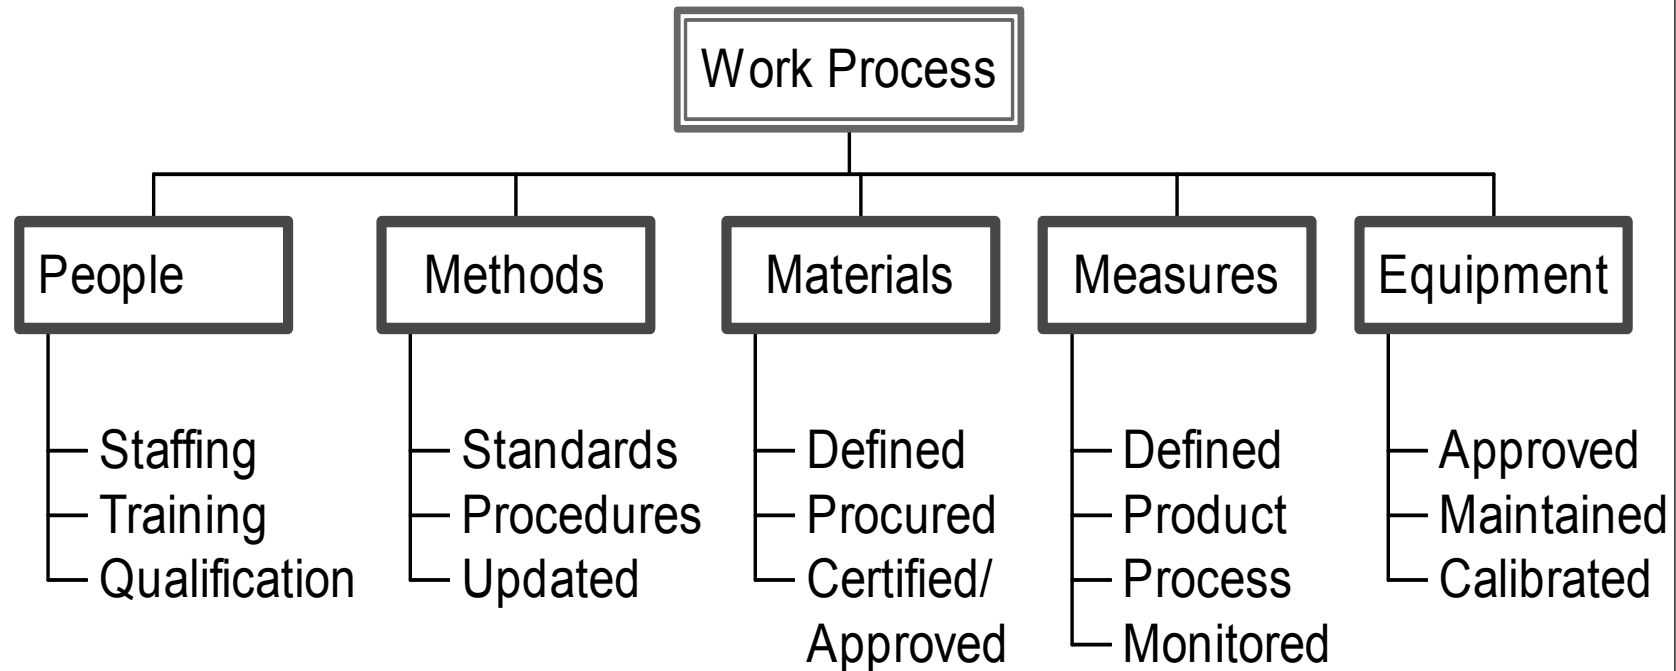 Work Process
People
Methods
Materials
Measures
Equipment
Staffing
Training
Qualification
Standards
Procedures
Updated
Defined
Procured
Certified/
Approved
Defined
Product
Process
Monitored
Approved
Maintained
Calibrated